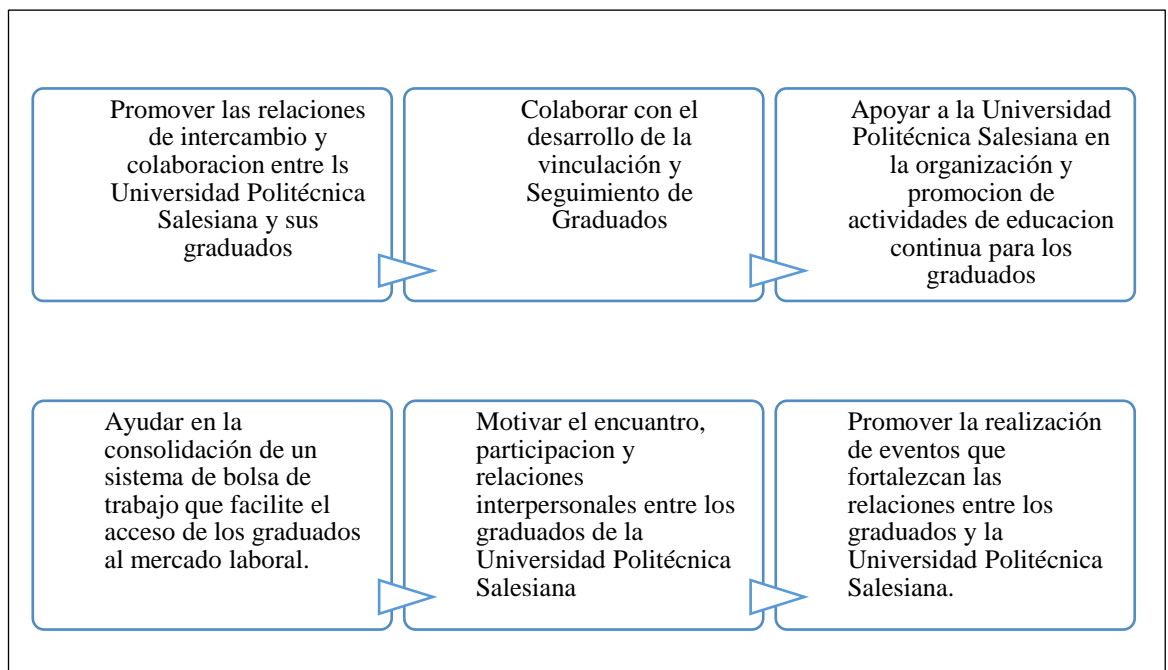 Promover las relaciones
de intercambio y
colaboracion entre ls
Universidad Politécnica
Salesiana y sus
graduados
Colaborar con el
desarrollo de la
vinculación y
Seguimiento de
Graduados
Apoyar a la Universidad
Politécnica Salesiana en
la organización y
promocion de
actividades de educacion
continua para los
graduados
Ayudar en la
consolidación de un
sistema de bolsa de
trabajo que facilite el
acceso de los graduados
al mercado laboral.
Motivar el encuantro,
participacion y
relaciones
interpersonales entre los
graduados de la
Universidad Politécnica
Salesiana
Promover la realización
de eventos que
fortalezcan las
relaciones entre los
graduados y la
Universidad Politécnica
Salesiana.